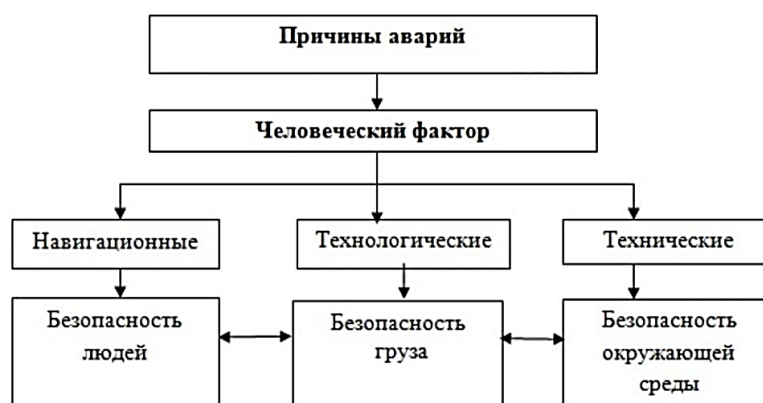 Причины аварий
Человеческий фактор
Навигационные
Технологические
Технические
Безопасность
людей
Безопасность
груза
Безопасность
окружающей
среды